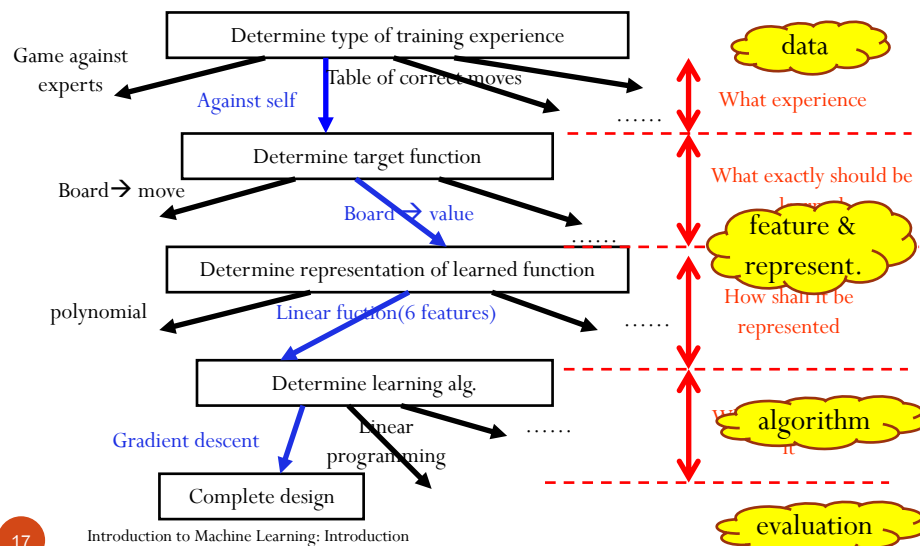 Determine type of training experience
data
Game against
experts
Table of correct moves
Against self
What experience
......
Determine target function
What exactly should be
Board→ move
Board → value
feature &
represent.
......
Determine representation of learned function
How shall it be
represented
polynomial
Linear fuction(6 features)
......
Determine learning alg.
algorithm
it
Gradient descent
Linear
programming
......
Complete design
evaluation
17
Introduction to Machine Learning: Introduction